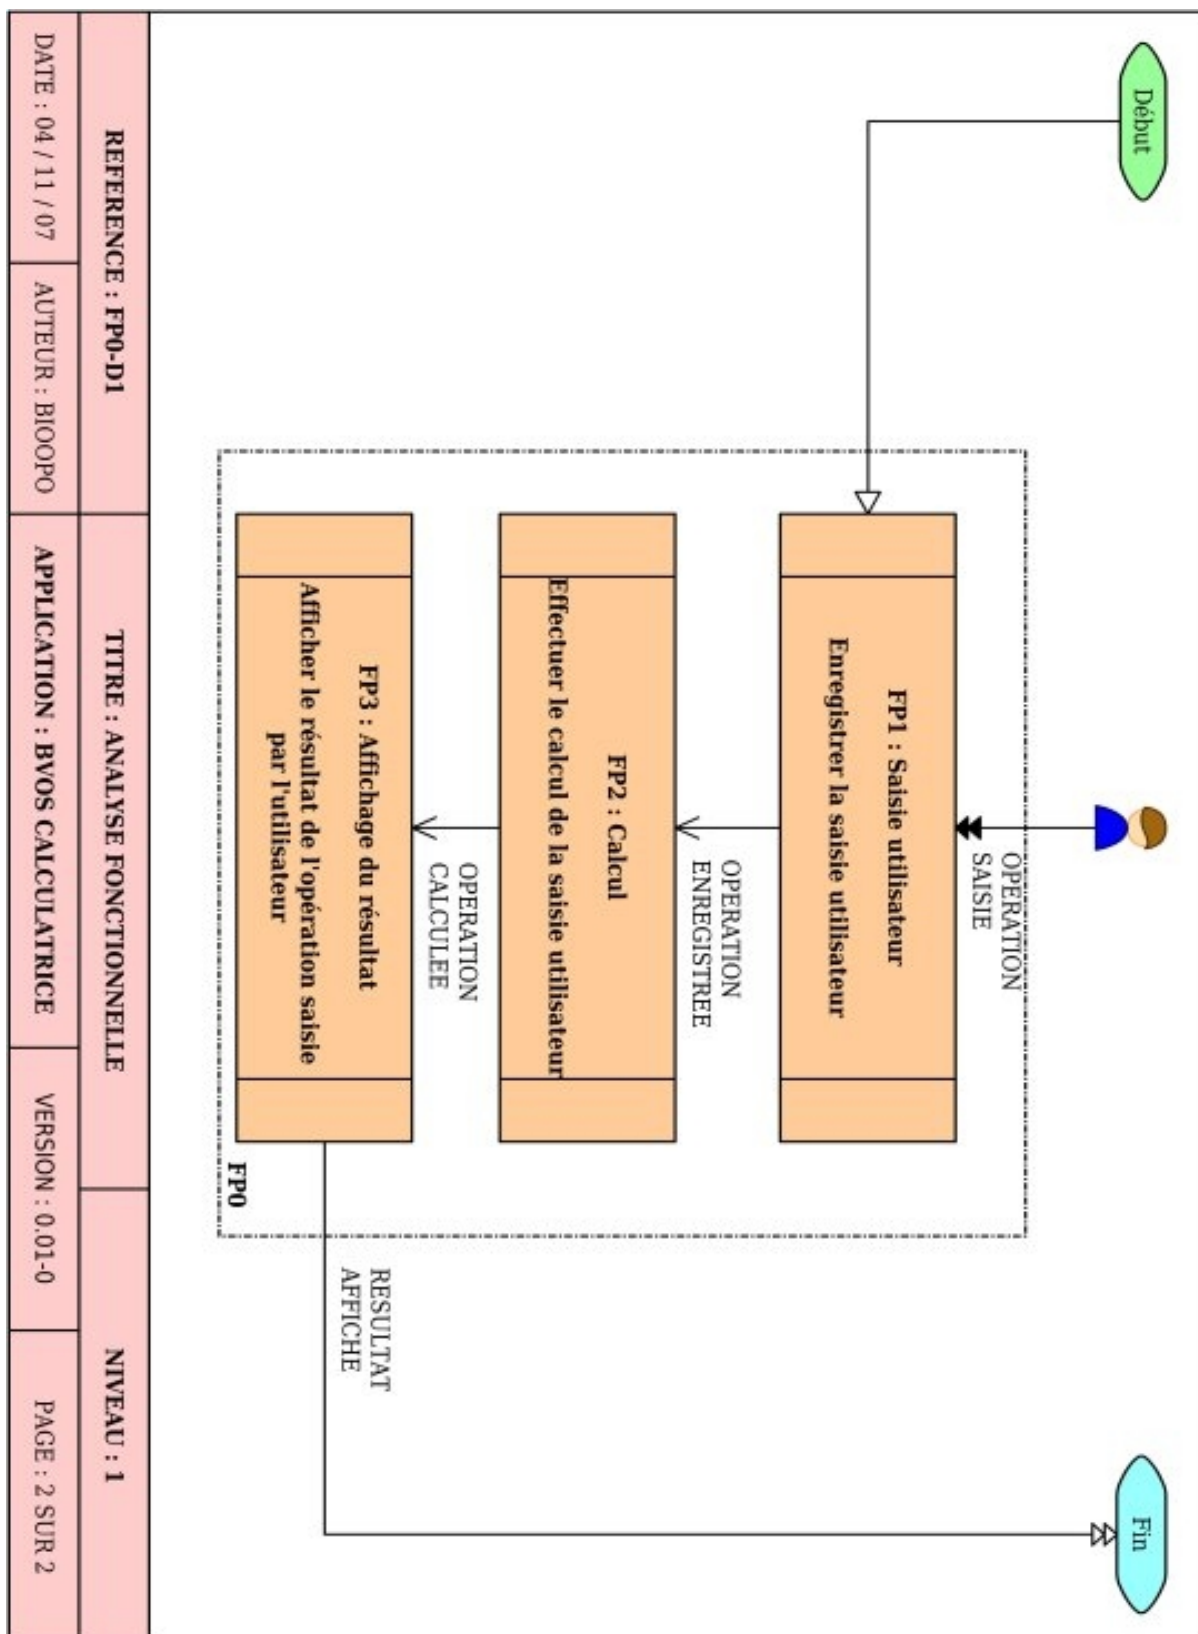 Début
Fin
OPERATION
SAISIE
FP1 : Saisie utilisateur
Enregistrer la saisie utilisateur
OPERATION
ENREGISTREE
FP2 : Calcul
Effectuer le calcul de la saisie utilisateur
OPERATION
CALCULEE
FP3 : Affichage du résultat
Afficher le résultat de l'opération saisie
par l'utilisateur
FP0
RESULTAT
AFFICHE
REFERENCE : FP0-D1
TITRE : ANALYSE FONCTIONNELLE
NIVEAU : 1
DATE : 04 / 11 / 07
AUTEUR : BIOOPO
APPLICATION : BVOS CALCULATRICE
VERSION : 0.01-0
PAGE : 2 SUR 2